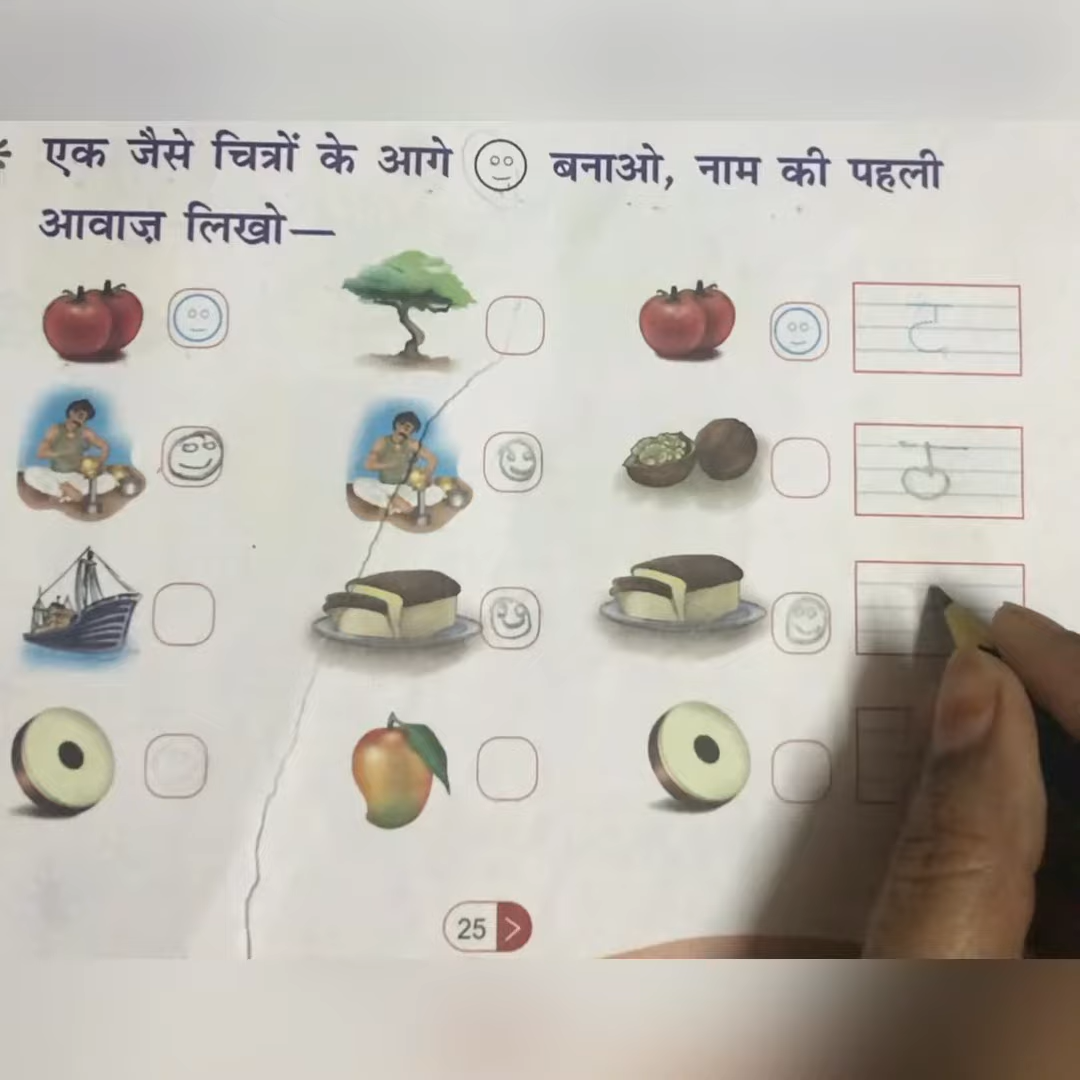 एक जैसे चित्रों के आगे बनाओ, नाम की पहली
आवाज़ लिखो—
ट
ठ
25